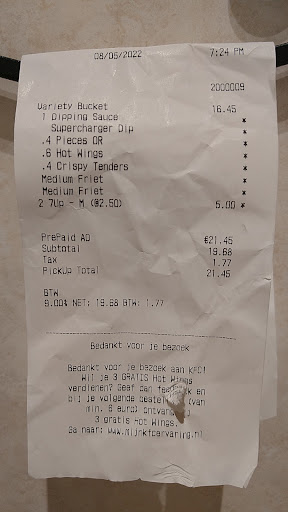 08/05/2022 7:24 PM
2000009
Variety Bucket 16.45
1 Dipping Sauce *
Supercharger Dip *
.4 Pieces OR *
.6 Hot Wings *
.4 Crispy Tenders *
Medium Friet *
Medium Friet *
2 7Up - M (@2.50) 5.00 *
PrePaid AO €21.45
Subtotal 19.68
Tax 1.77
PickUp Total 21.45
BTW
9.00% NET: 19.68 BTW: 1.77
Bedankt voor je bezoek
Bedankt voor je bezoek aan KFC!
Wil je 3 GRATIS Hot Wings
verdienen? Geef dan feedback en
bij je volgende bestelling (van
min. 6 euro) ontvang je
3 gratis Hot Wings.
Ga naar: www.mijnkfcervaring.nl